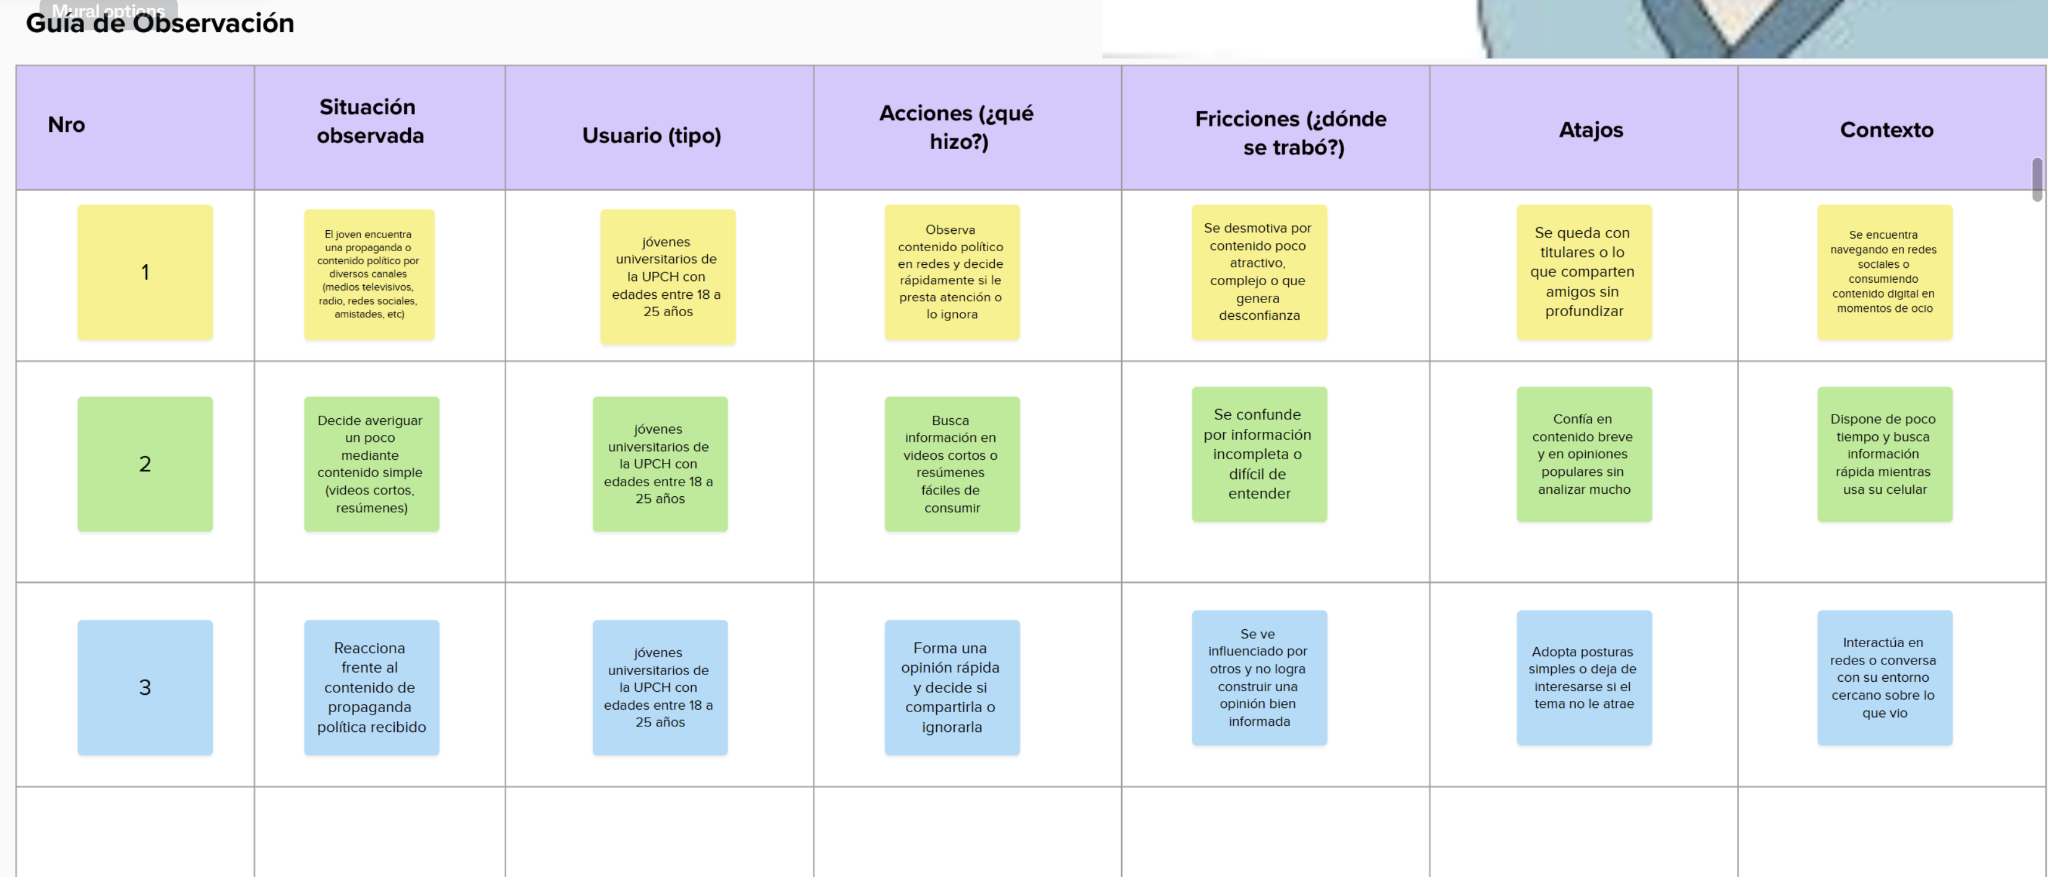 Mural options
Guía de Observación
Nro
Situación
observada
Usuario (tipo)
Acciones (¿qué
hizo?)
Fricciones (¿dónde
se trabó?)
Atajos
Contexto
1
El joven encuentra
una propaganda o
contenido político por
diversos canales
(medios televisivos,
radio, redes sociales,
amistades, etc)
jóvenes
universitarios de
la UPCH con
edades entre 18 a
25 años
Observa
contenido político
en redes y decide
rápidamente si le
presta atención o
lo ignora
Se desmotiva por
contenido poco
atractivo,
complejo o que
genera
desconfianza
Se queda con
titulares o lo
que comparten
amigos sin
profundizar
Se encuentra
navegando en redes
sociales o
consumiendo
contenido digital en
momentos de ocio
2
Decide averiguar
un poco
mediante
contenido simple
(videos cortos,
resúmenes)
jóvenes
universitarios de
la UPCH con
edades entre 18 a
25 años
Busca
información en
videos cortos o
resúmenes
fáciles de
consumir
Se confunde
por información
incompleta o
difícil de
entender
Confía en
contenido breve
y en opiniones
populares sin
analizar mucho
Dispone de poco
tiempo y busca
información
rápida mientras
usa su celular
3
Reacciona
frente al
contenido de
propaganda
política recibido
jóvenes
universitarios de
la UPCH con
edades entre 18 a
25 años
Forma una
opinión rápida
y decide si
compartirla o
ignorarla
Se ve
influenciado por
otros y no logra
construir una
opinión bien
informada
Adopta posturas
simples o deja de
interesarse si el
tema no le atrae
Interactúa en
redes o conversa
con su entorno
cercano sobre lo
que vio